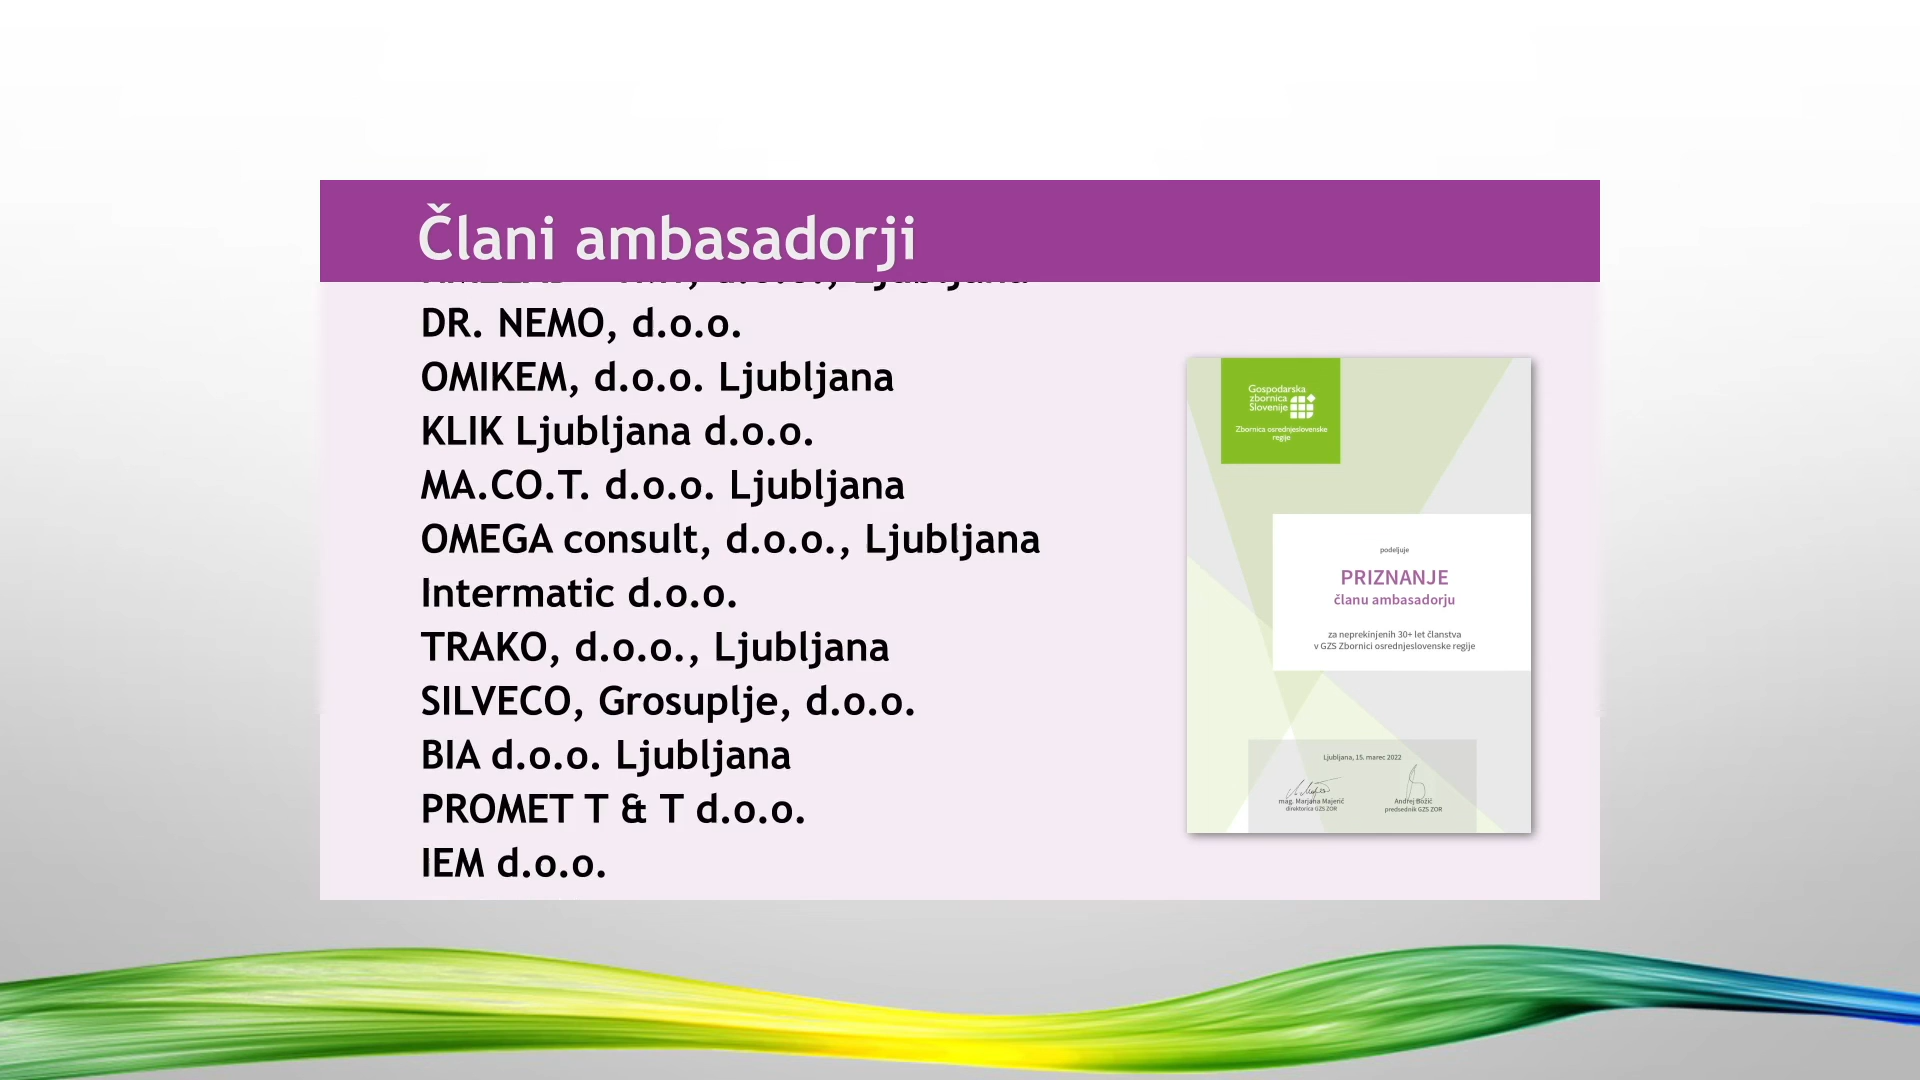 Člani ambasadorji
DR. NEMO, d.o.o.
OMIKEM, d.o.o. Ljubljana
KLIK Ljubljana d.o.o.
MA.CO.T. d.o.o. Ljubljana
OMEGA consult, d.o.o., Ljubljana
Intermatic d.o.o.
TRAKO, d.o.o., Ljubljana
SILVECO, Grosuplje, d.o.o.
BIA d.o.o. Ljubljana
PROMET T & T d.o.o.
IEM d.o.o.
Gospodarska
zbornica
Slovenije
Zbornica osrednjeslovenske
regije
podeljuje
PRIZNANJE
članu ambasadorju
za neprekinjenih 30+ let članstva
v GZS Zbornici osrednjeslovenske regije
Ljubljana, 15. marec 2022
mag. Marjana Majerič
direktorica GZS ZOR
Andrej Božič
predsednik GZS ZOR